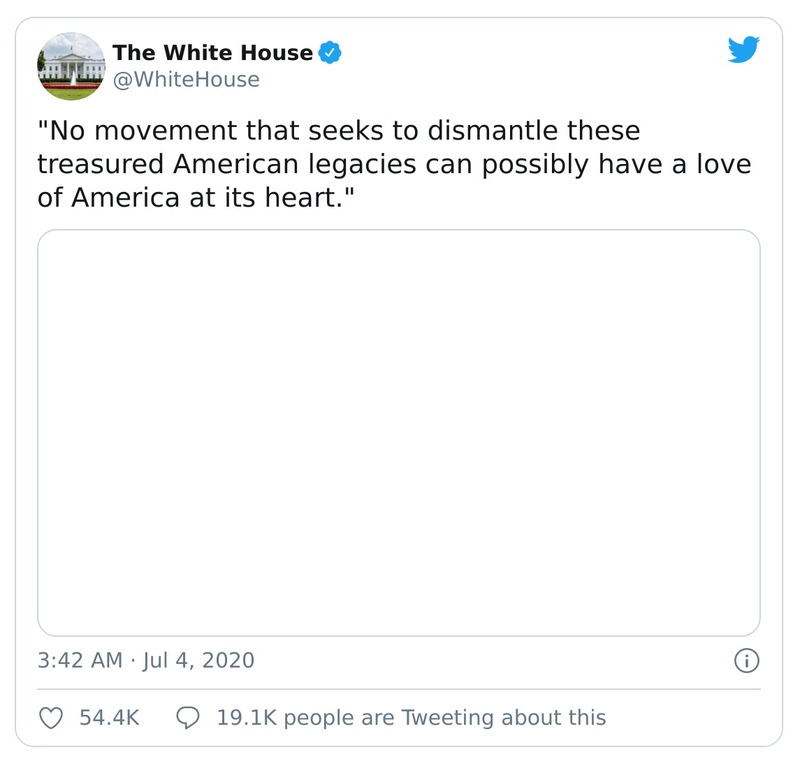 The White House
@WhiteHouse
"No movement that seeks to dismantle these
treasured American legacies can possibly have a love
of America at its heart."
3:42 AM · Jul 4, 2020
54.4K
19.1K people are Tweeting about this